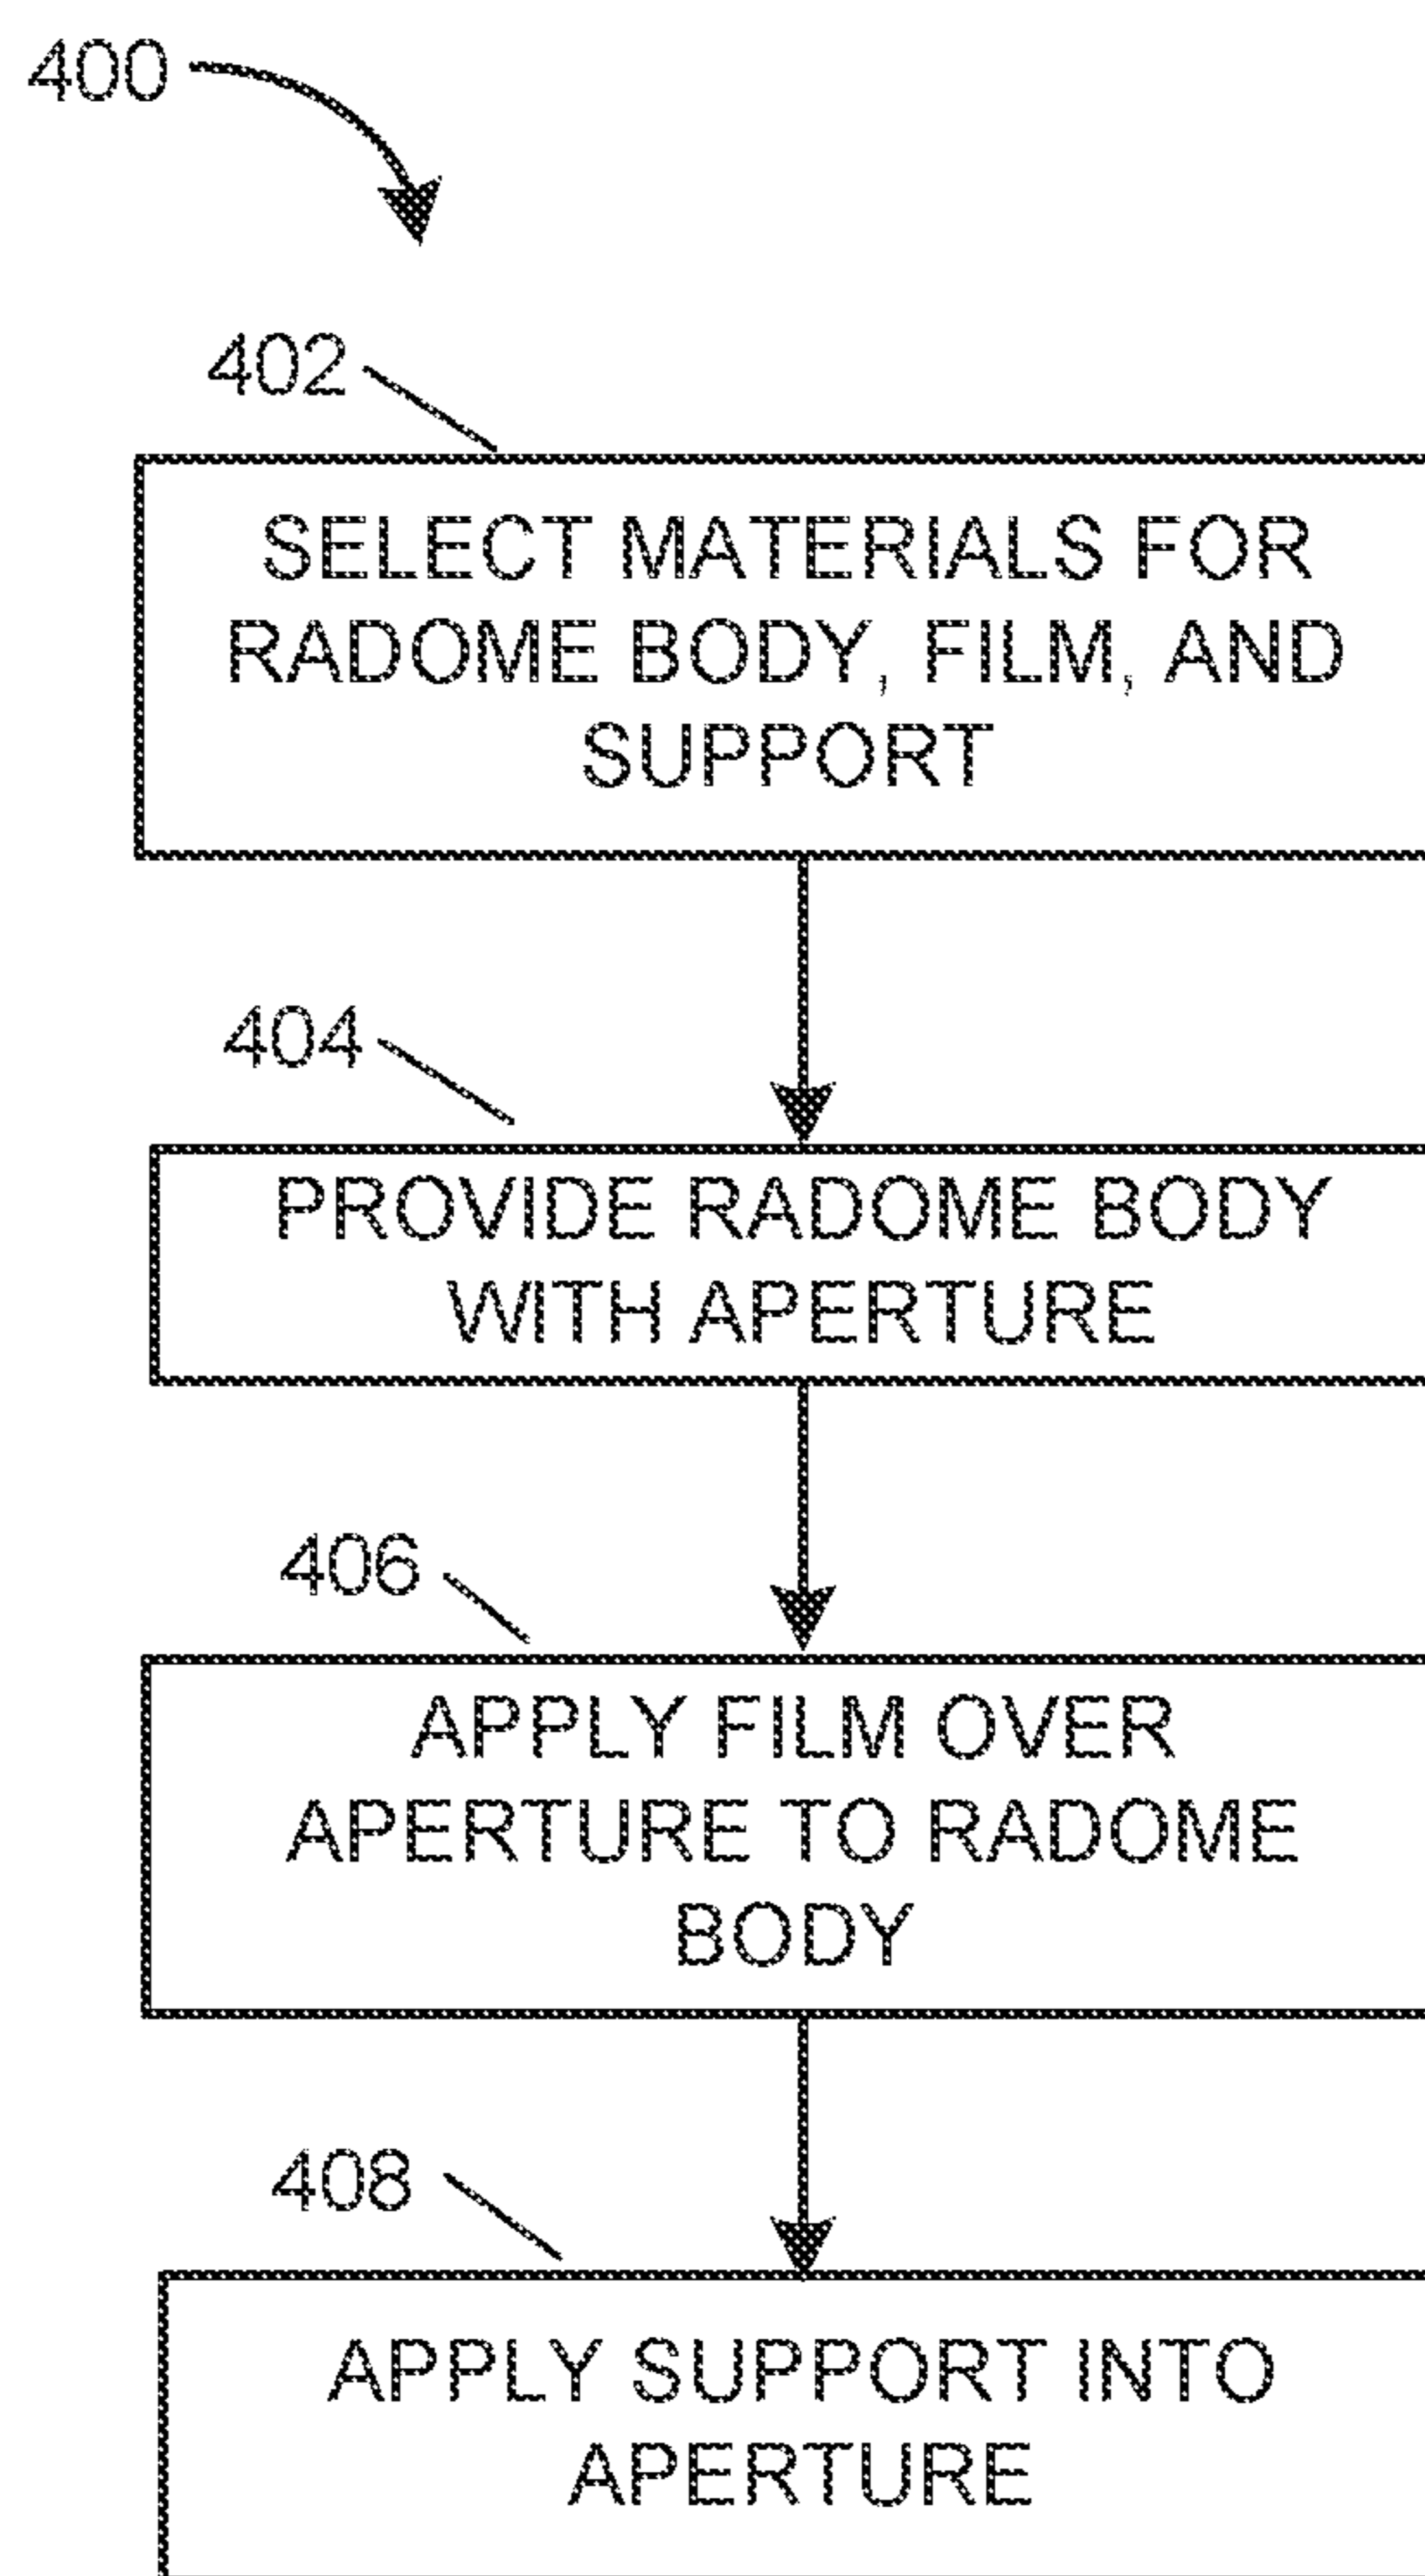 400
402
SELECT MATERIALS FOR
RADOME BODY, FILM, AND
SUPPORT
404
PROVIDE RADOME BODY
WITH APERTURE
406
APPLY FILM OVER
APERTURE TO RADOME
BODY
408
APPLY SUPPORT INTO
APERTURE